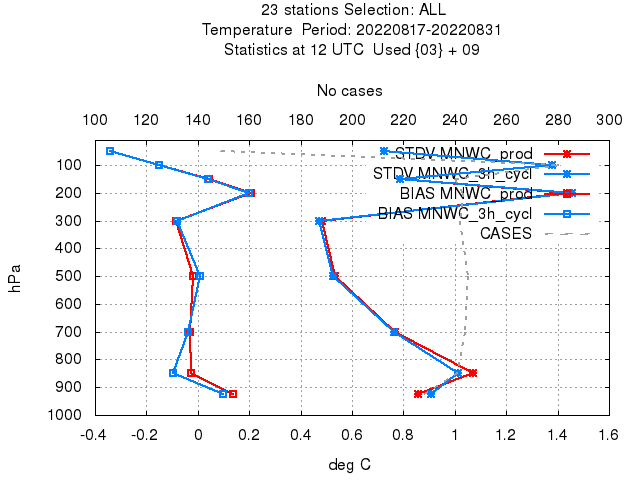 23 stations Selection: ALL
Temperature  Period: 20220817-20220831
Statistics at 12 UTC  Used {03} + 09
No cases
100 120 140 160 180 200 220 240 260 280 300
STDV MNWC_prod
STDV MNWC_3h_cycl
BIAS MNWC_prod
BIAS MNWC_3h_cycl
CASES
100
200
300
400
500
600
700
800
900
1000
hPa
-0.4 -0.2 0 0.2 0.4 0.6 0.8 1 1.2 1.4 1.6
deg C